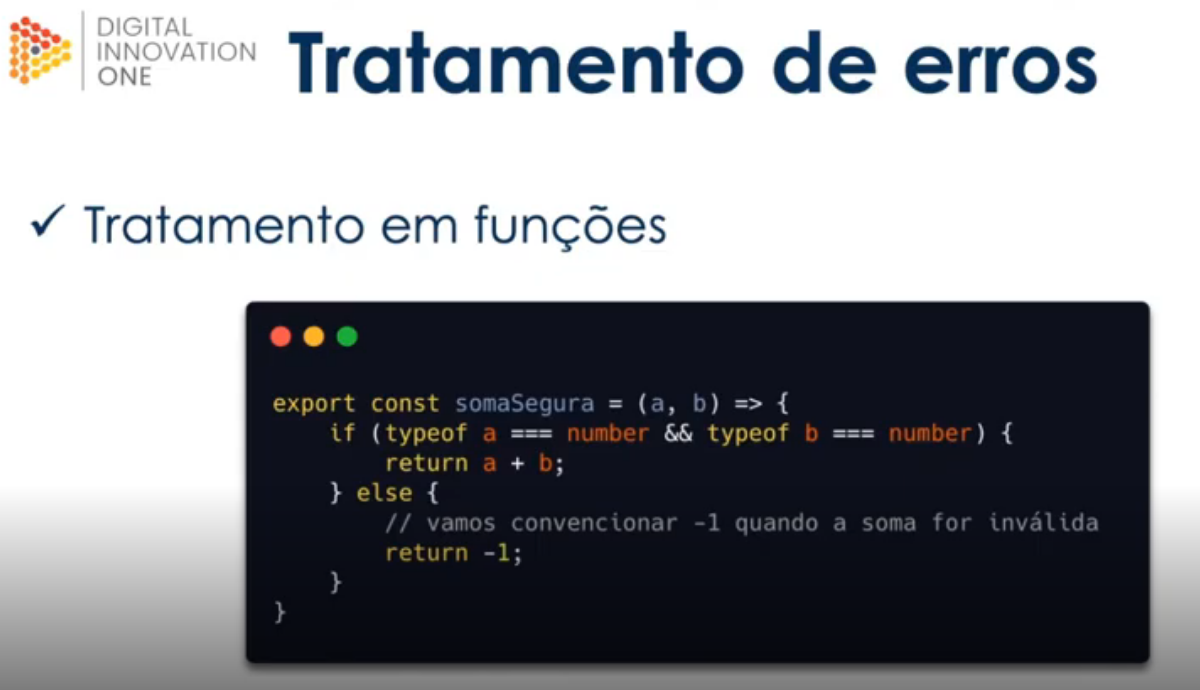 DIGITAL
INNOVATION
ONE
Tratamento de erros
✓ Tratamento em funções
export const somaSegura = (a, b) => {
    if (typeof a === number && typeof b === number) {
        return a + b;
    } else {
        // vamos convencionar -1 quando a soma for inválida
        return -1;
    }
}